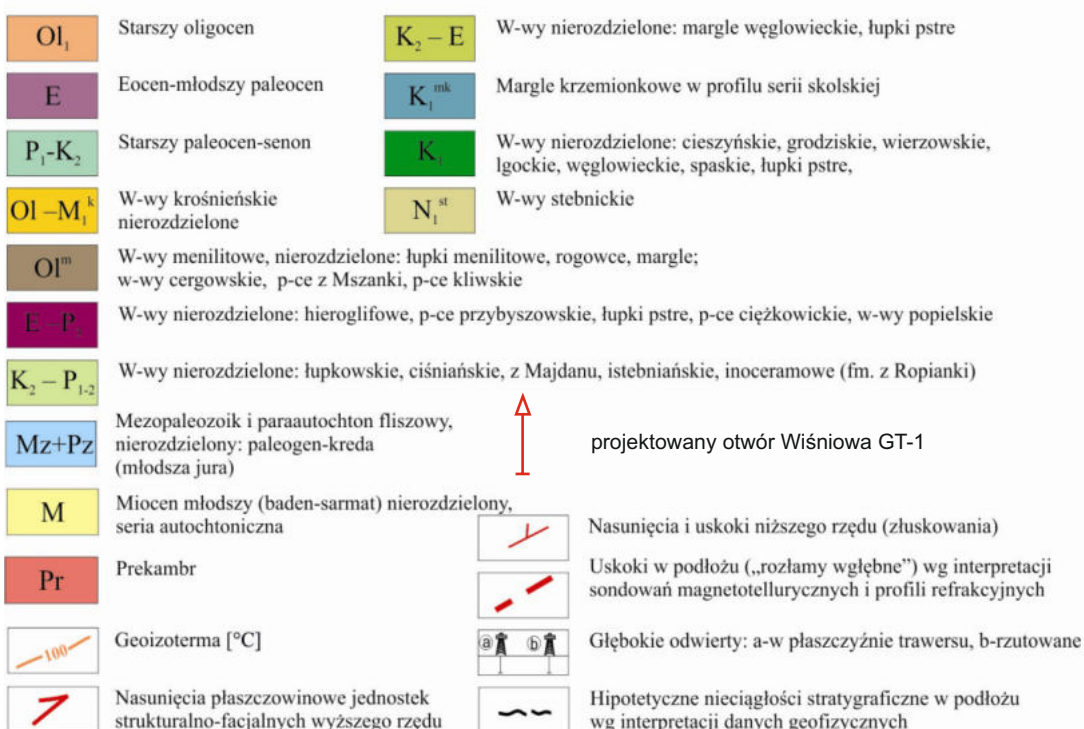 Ol₁ Starszy oligocen
K₂ – E W-wy nierozdzielone: margle węglowieckie, łupki pstre
E Eocen-młodszy paleocen
K₁ᵐᵏ Margle krzemionkowe w profilu serii skolskiej
P₁-K₂ Starszy paleocen-senon
K₁ W-wy nierozdzielone: cieszyńskie, grodziskie, wierzowskie,
lgockie, węglowieckie, spaskie, łupki pstre,
Ol –M₁ᵏ W-wy krośnieńskie
nierozdzielone
N₁ˢᵗ W-wy stebnickie
Olᵐ W-wy menilitowe, nierozdzielone: łupki menilitowe, rogowce, margle;
w-wy cergowskie, p-ce z Mszanki, p-ce kliwskie
E –P₂ W-wy nierozdzielone: hieroglifowe, p-ce przybyszowskie, łupki pstre, p-ce ciężkowickie, w-wy popielskie
K₂ – P₁₋₂ W-wy nierozdzielone: łupkowskie, ciśniańskie, z Majdanu, istebniańskie, inoceramowe (fm. z Ropianki)
Mz+Pz Mezopaleozoik i paraautochton fliszowy,
nierozdzielony: paleogen-kreda
(młodsza jura)
projektowany otwór Wiśniowa GT-1
M Miocen młodszy (baden-sarmat) nierozdzielony,
seria autochtoniczna
Nasunięcia i uskoki niższego rzędu (złuskowania)
Pr Prekambr
Uskoki w podłożu („rozłamy wgłębne”) wg interpretacji
sondowań magnetotellurycznych i profili refrakcyjnych
100 Geoizoterma [°C]
a b Głębokie odwierty: a-w płaszczyźnie trawersu, b-rzutowane
Nasunięcia płaszczowinowe jednostek
strukturalno-facjalnych wyższego rzędu
Hipotetyczne nieciągłości stratygraficzne w podłożu
wg interpretacji danych geofizycznych